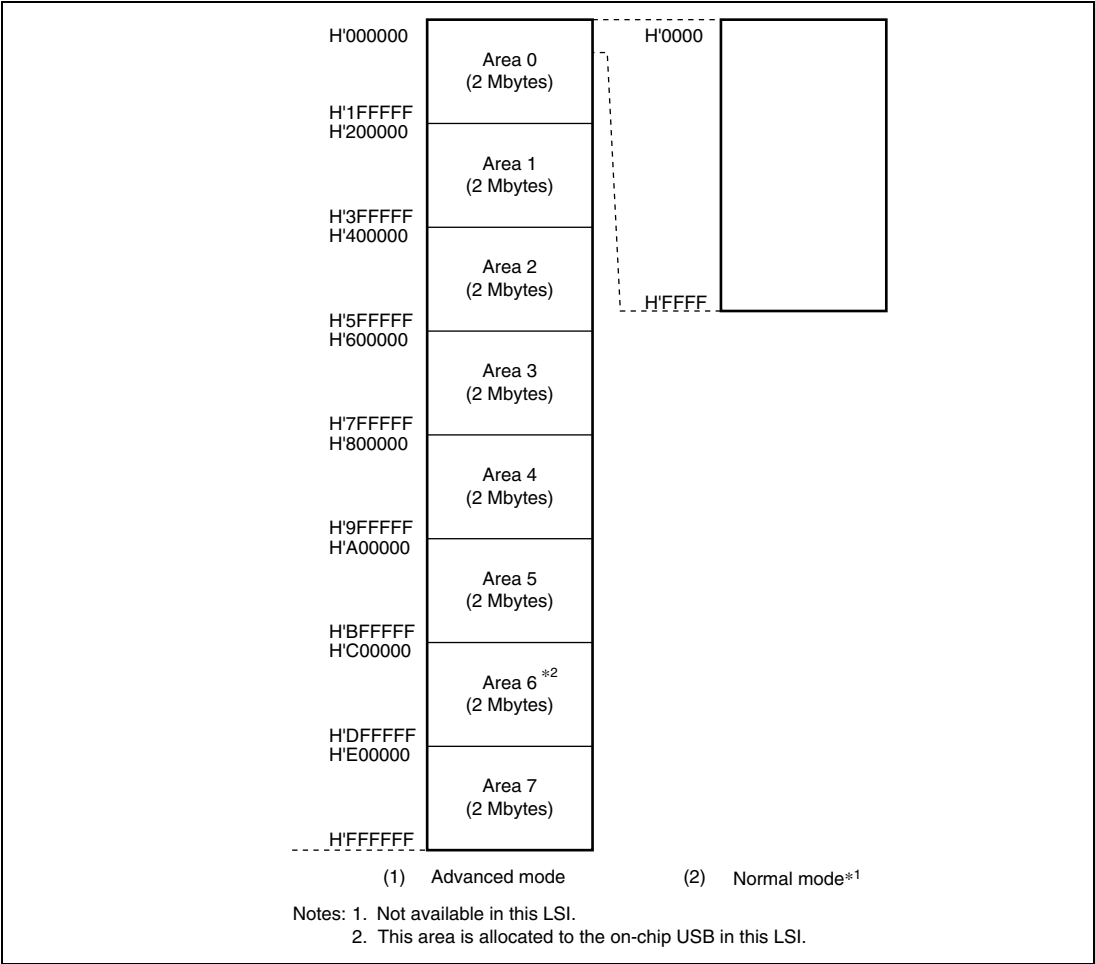 H'000000
Area 0
(2 Mbytes)
H'1FFFFF
H'200000
Area 1
(2 Mbytes)
H'3FFFFF
H'400000
Area 2
(2 Mbytes)
H'5FFFFF
H'600000
Area 3
(2 Mbytes)
H'7FFFFF
H'800000
Area 4
(2 Mbytes)
H'9FFFFF
H'A00000
Area 5
(2 Mbytes)
H'BFFFFF
H'C00000
Area 6 *2
(2 Mbytes)
H'DFFFFF
H'E00000
Area 7
(2 Mbytes)
H'FFFFFF
(1) Advanced mode
H'0000
H'FFFF
(2) Normal mode*1
Notes: 1. Not available in this LSI.
2. This area is allocated to the on-chip USB in this LSI.